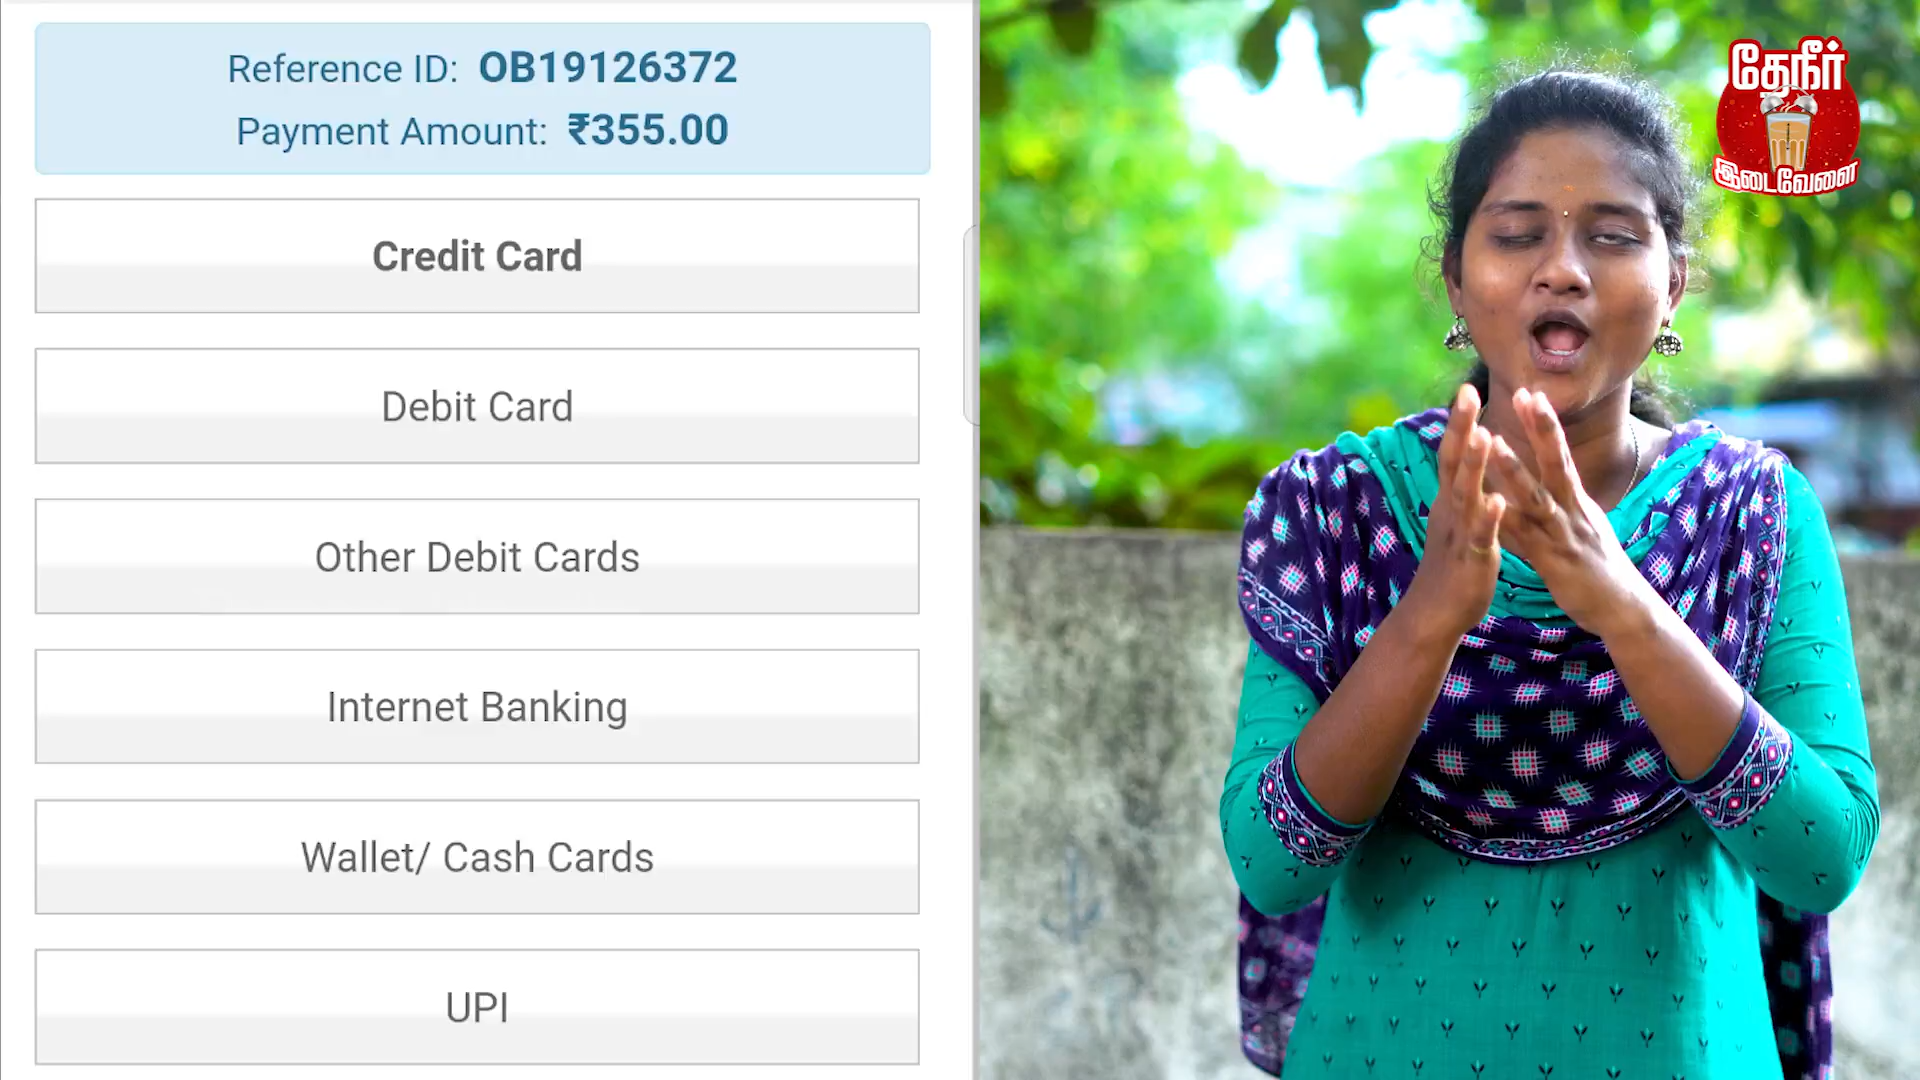 Reference ID: OB19126372
Payment Amount: ₹355.00
Credit Card
Debit Card
Other Debit Cards
Internet Banking
Wallet/ Cash Cards
UPI
தேநீர்
இடைவேளை